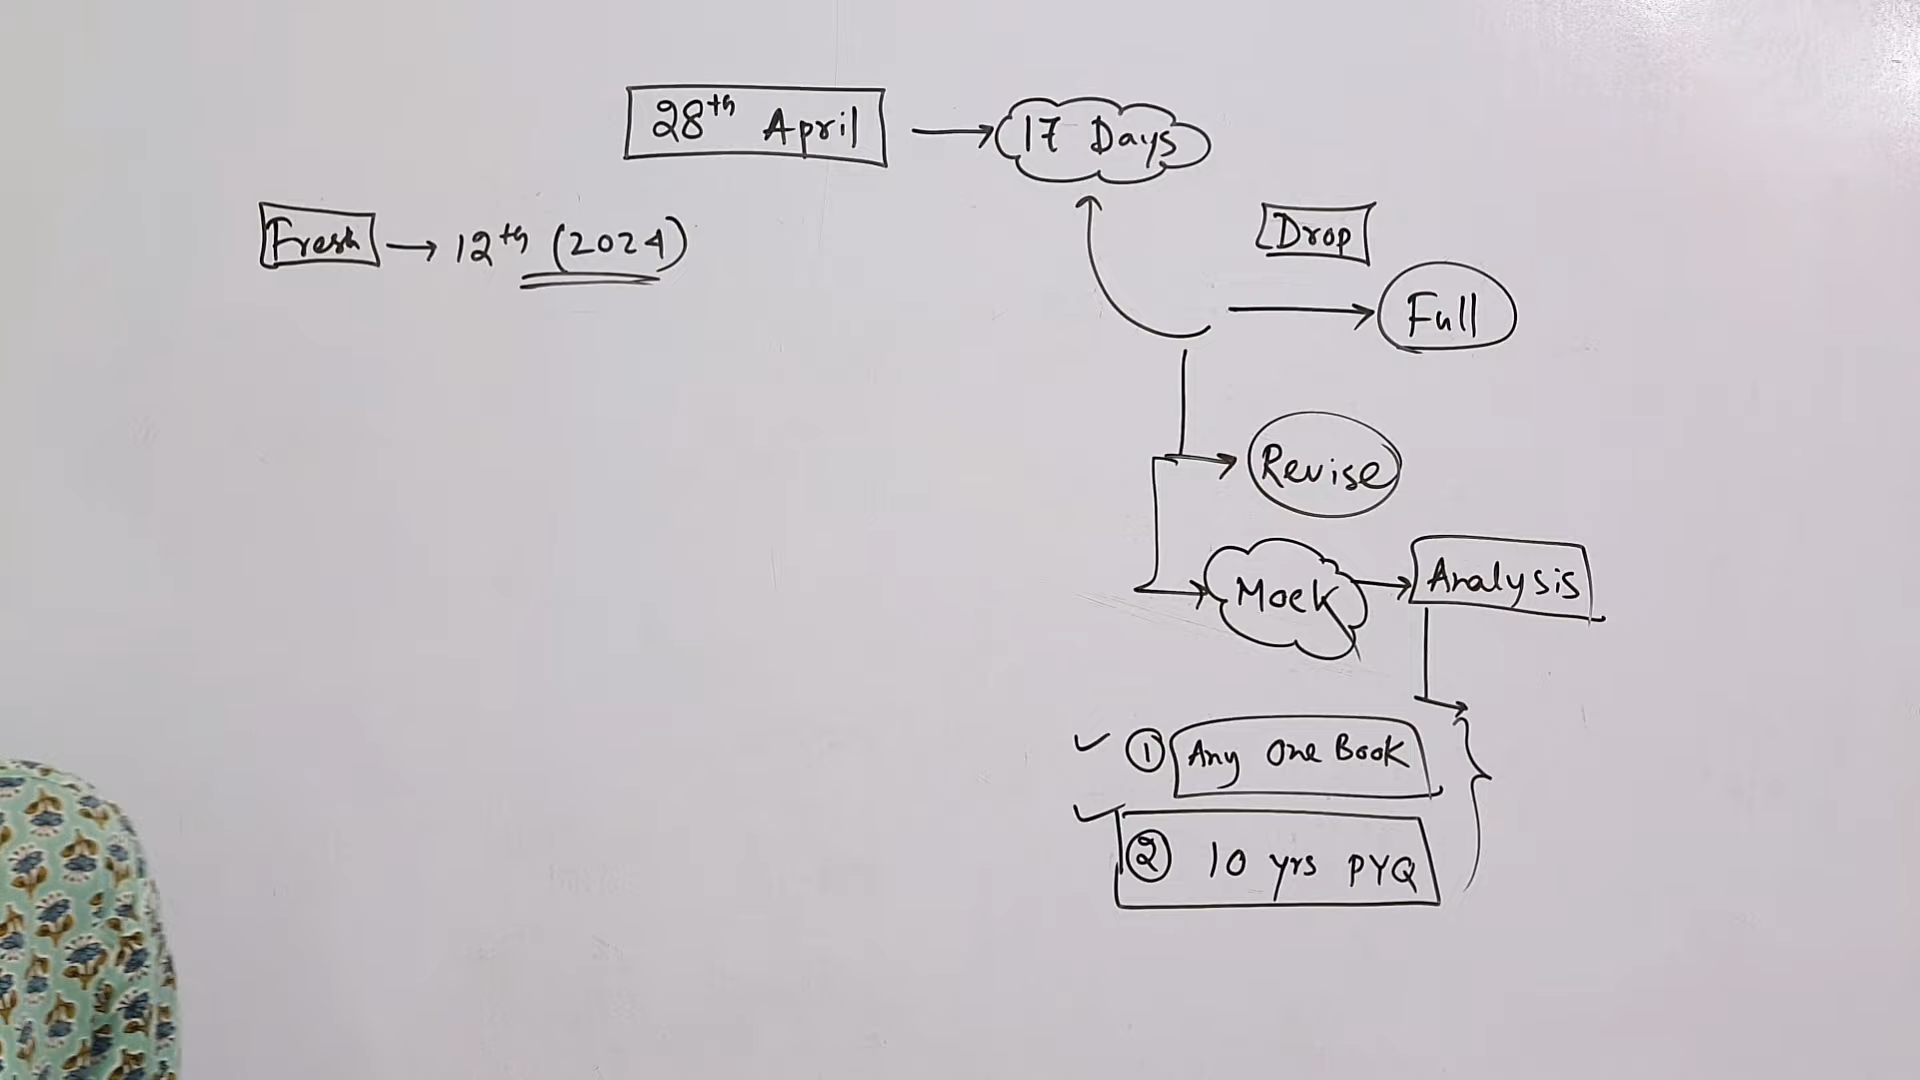 28th April → 17 Days
Fresh → 12th (2024)
Drop
Full
Revise
Mock → Analysis
① Any One Book
② 10 yrs PYQ